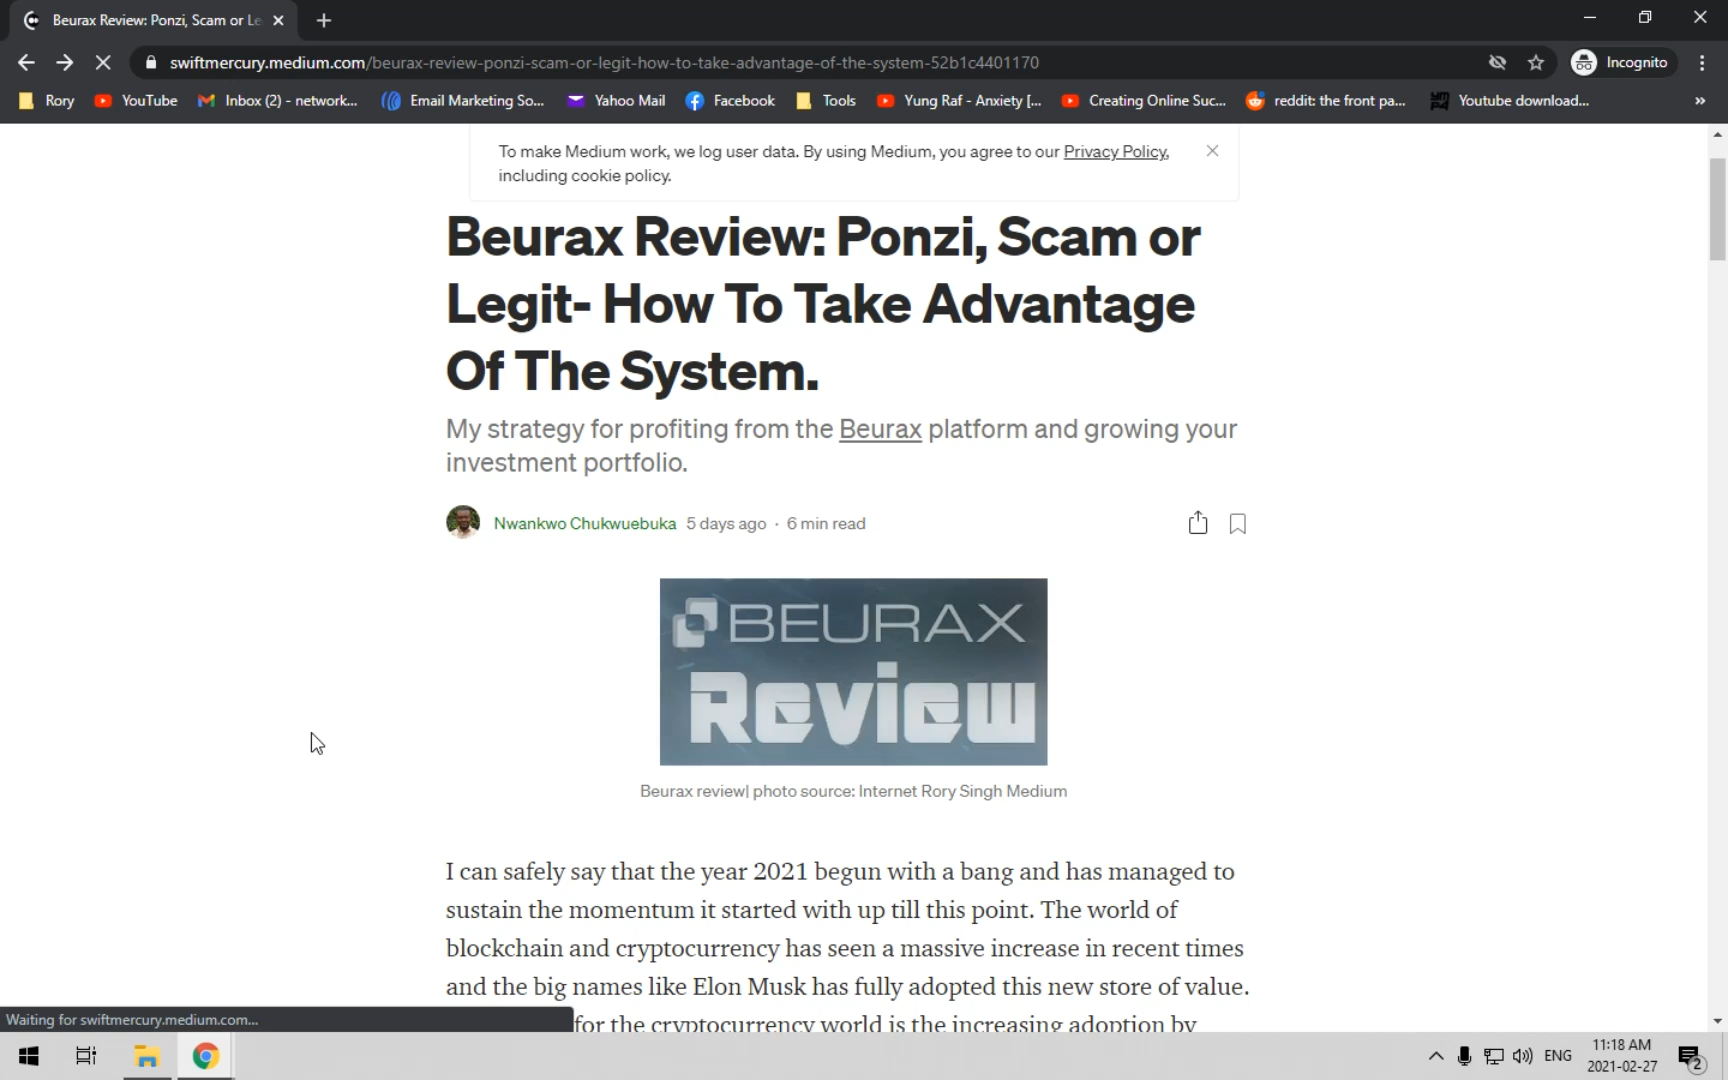 Beurax Review: Ponzi, Scam or Le
swiftmercury.medium.com/beurax-review-ponzi-scam-or-legit-how-to-take-advantage-of-the-system-52b1c4401170
Incognito
Rory
YouTube
Inbox (2) - network...
Email Marketing So...
Yahoo Mail
Facebook
Tools
Yung Raf - Anxiety [...
Creating Online Suc...
reddit: the front pa...
Youtube download...
»
To make Medium work, we log user data. By using Medium, you agree to our Privacy Policy,
including cookie policy.
Beurax Review: Ponzi, Scam or
Legit- How To Take Advantage
Of The System.
My strategy for profiting from the Beurax platform and growing your
investment portfolio.
Nwankwo Chukwuebuka 5 days ago · 6 min read
BEURAX
Review
Beurax review| photo source: Internet Rory Singh Medium
I can safely say that the year 2021 begun with a bang and has managed to
sustain the momentum it started with up till this point. The world of
blockchain and cryptocurrency has seen a massive increase in recent times
and the big names like Elon Musk has fully adopted this new store of value.
for the cryptocurrency world is the increasing adoption by
Waiting for swiftmercury.medium.com...
ENG
11:18 AM
2021-02-27
2